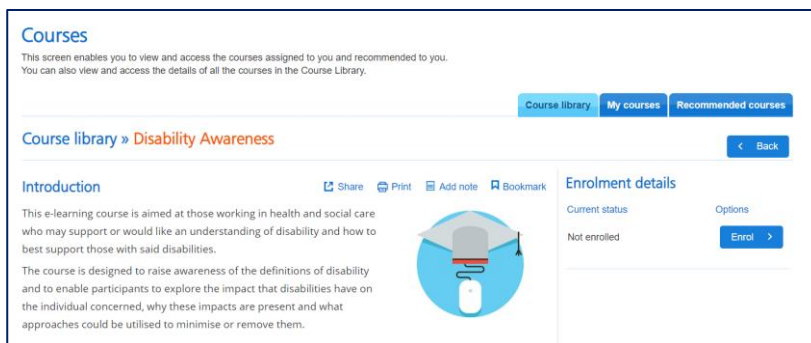 Courses
This screen enables you to view and access the courses assigned to you and recommended to you.
You can also view and access the details of all the courses in the Course Library.
Course library My courses Recommended courses
Course library » Disability Awareness
< Back
Introduction
Share Print Add note Bookmark
This e-learning course is aimed at those working in health and social care
who may support or would like an understanding of disability and how to
best support those with said disabilities.
The course is designed to raise awareness of the definitions of disability
and to enable participants to explore the impact that disabilities have on
the individual concerned, why these impacts are present and what
approaches could be utilised to minimise or remove them.
Enrolment details
Current status Options
Not enrolled Enrol >